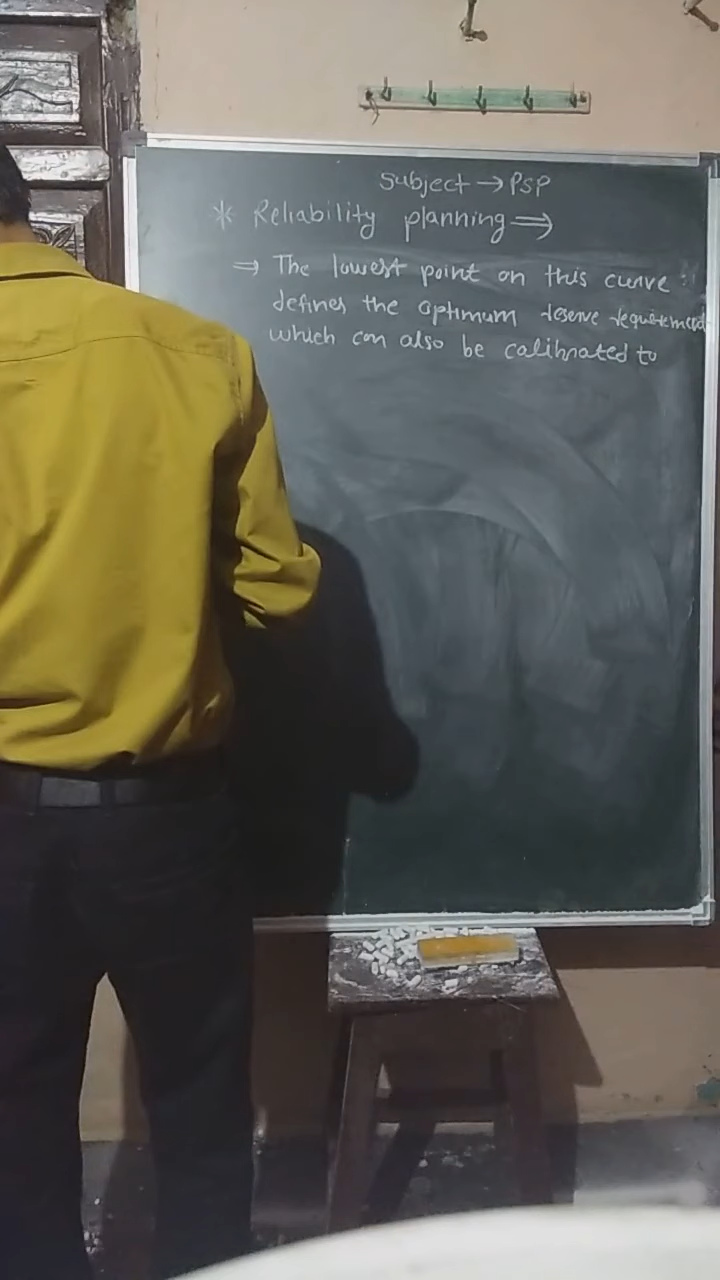 Subject → PSP
* Reliability planning ⇒
⇒ The lowest point on this curve
defines the optimum reserve requirement
which can also be calibrated to